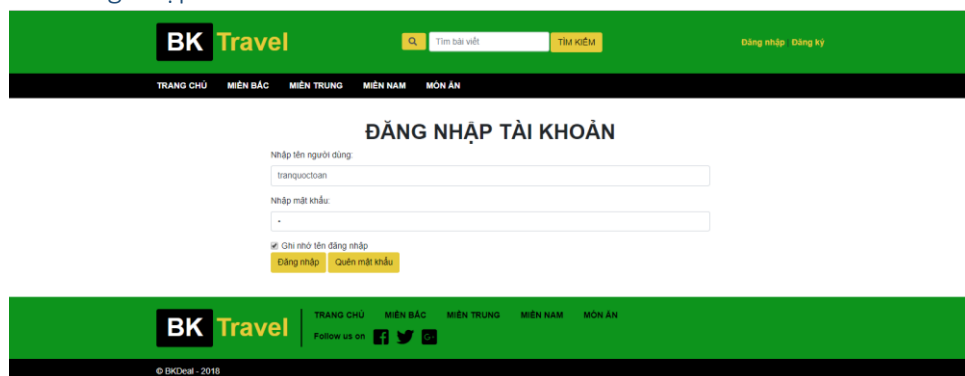 BK Travel
Tìm bài viết
TÌM KIẾM
Đăng nhập Đăng ký
TRANG CHỦ MIỀN BẮC MIỀN TRUNG MIỀN NAM MÓN ĂN
ĐĂNG NHẬP TÀI KHOẢN
Nhập tên người dùng:
tranquoctoan
Nhập mật khẩu:
Ghi nhớ tên đăng nhập
Đăng nhập Quên mật khẩu
BK Travel
TRANG CHỦ MIỀN BẮC MIỀN TRUNG MIỀN NAM MÓN ĂN
Follow us on
© BKDeal - 2018